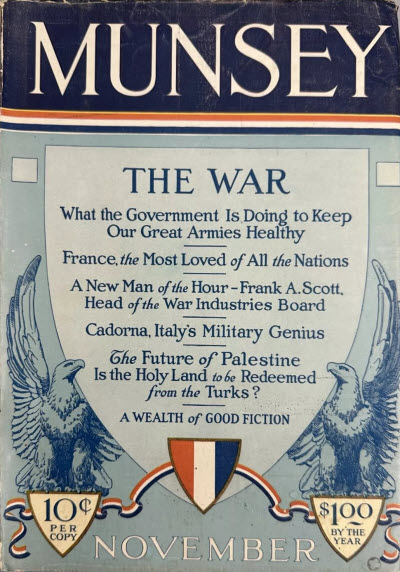 MUNSEY
THE WAR
What the Government Is Doing to Keep
Our Great Armies Healthy
France, the Most Loved of All the Nations
A New Man of the Hour – Frank A. Scott,
Head of the War Industries Board
Cadorna, Italy's Military Genius
The Future of Palestine
Is the Holy Land to be Redeemed
from the Turks?
A WEALTH of GOOD FICTION
10¢
PER
COPY
$1.00
BY THE
YEAR
NOVEMBER